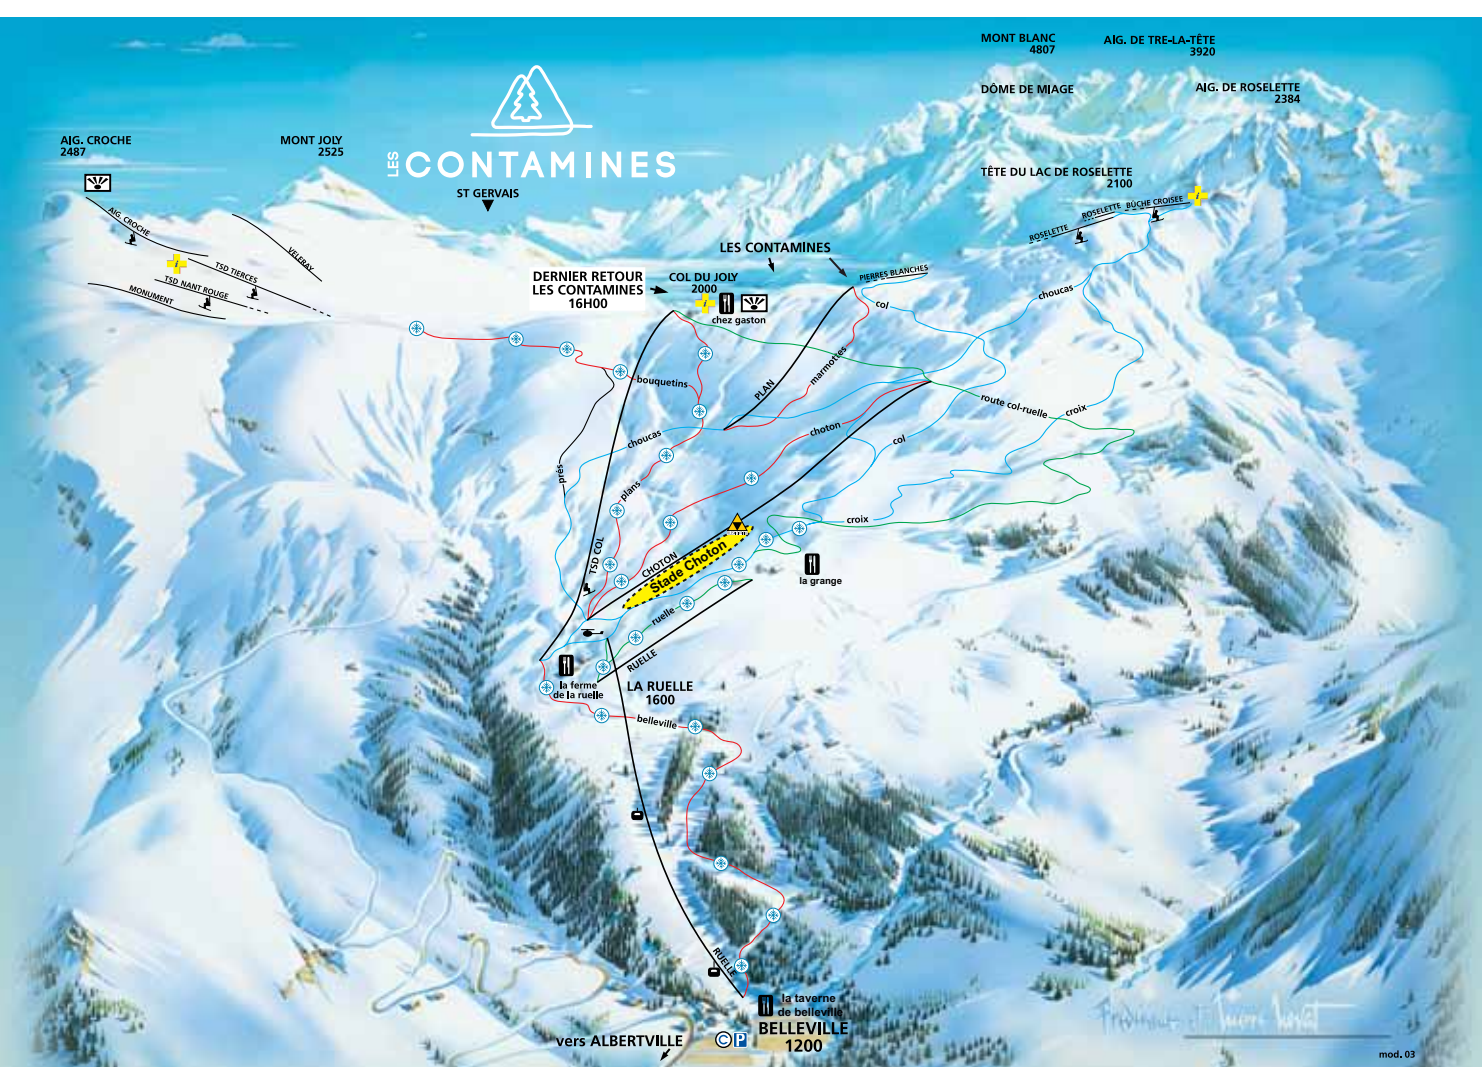 MONT BLANC
4807
AIG. DE TRE-LA-TÊTE
3920
DÔME DE MIAGE
AIG. DE ROSELETTE
2384
AIG. CROCHE
2487
MONT JOLY
2525
LES CONTAMINES
ST GERVAIS
TÊTE DU LAC DE ROSELETTE
2100
ROSELETTE
ROSELETTE
BÛCHE CROISEE
AIG. CROCHE
VELERAY
TSD TIERCES
TSD NANT ROUGE
MONUMENT
LES CONTAMINES
PIERRES BLANCHES
DERNIER RETOUR
LES CONTAMINES
16H00
COL DU JOLY
2000
chez gaston
col
choucas
bouquetins
PLAN
marmottes
route col-ruelle
croix
choucas
choton
col
prés
plans
croix
TSD COL
CHOTON
Stade Choton
la grange
ruelle
RUELLE
la ferme
de la ruelle
LA RUELLE
1600
belleville
RUELLE
la taverne
de belleville
BELLEVILLE
1200
C P
vers ALBERTVILLE
mod. 03